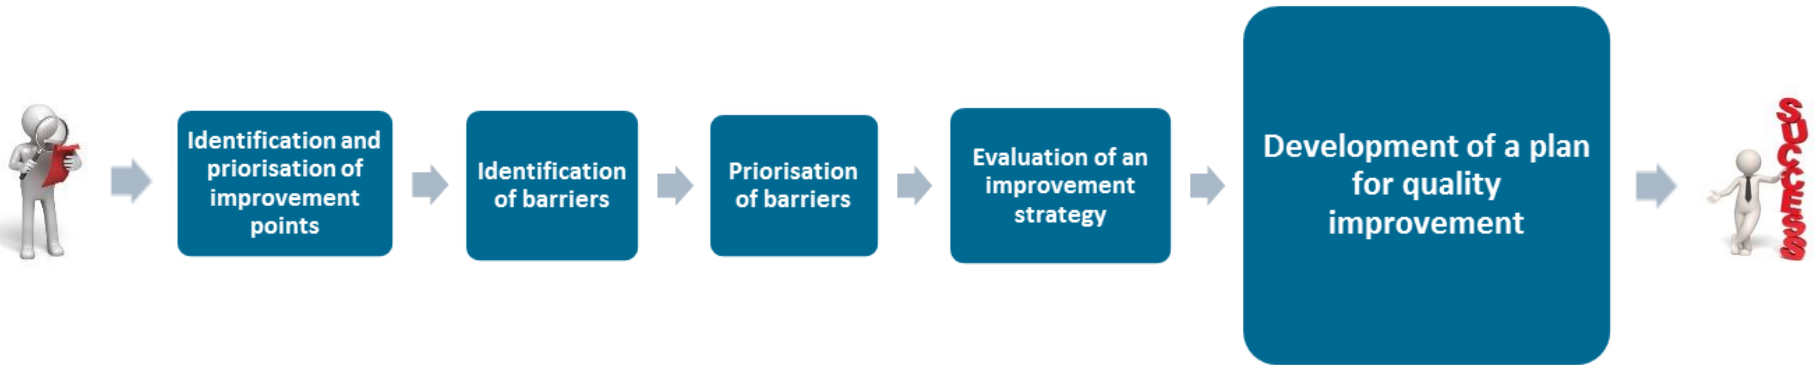 Identification and
priorisation of
improvement
points
Identification
of barriers
Priorisation
of barriers
Evaluation of an
improvement
strategy
Development of a plan
for quality
improvement
SUCCESS